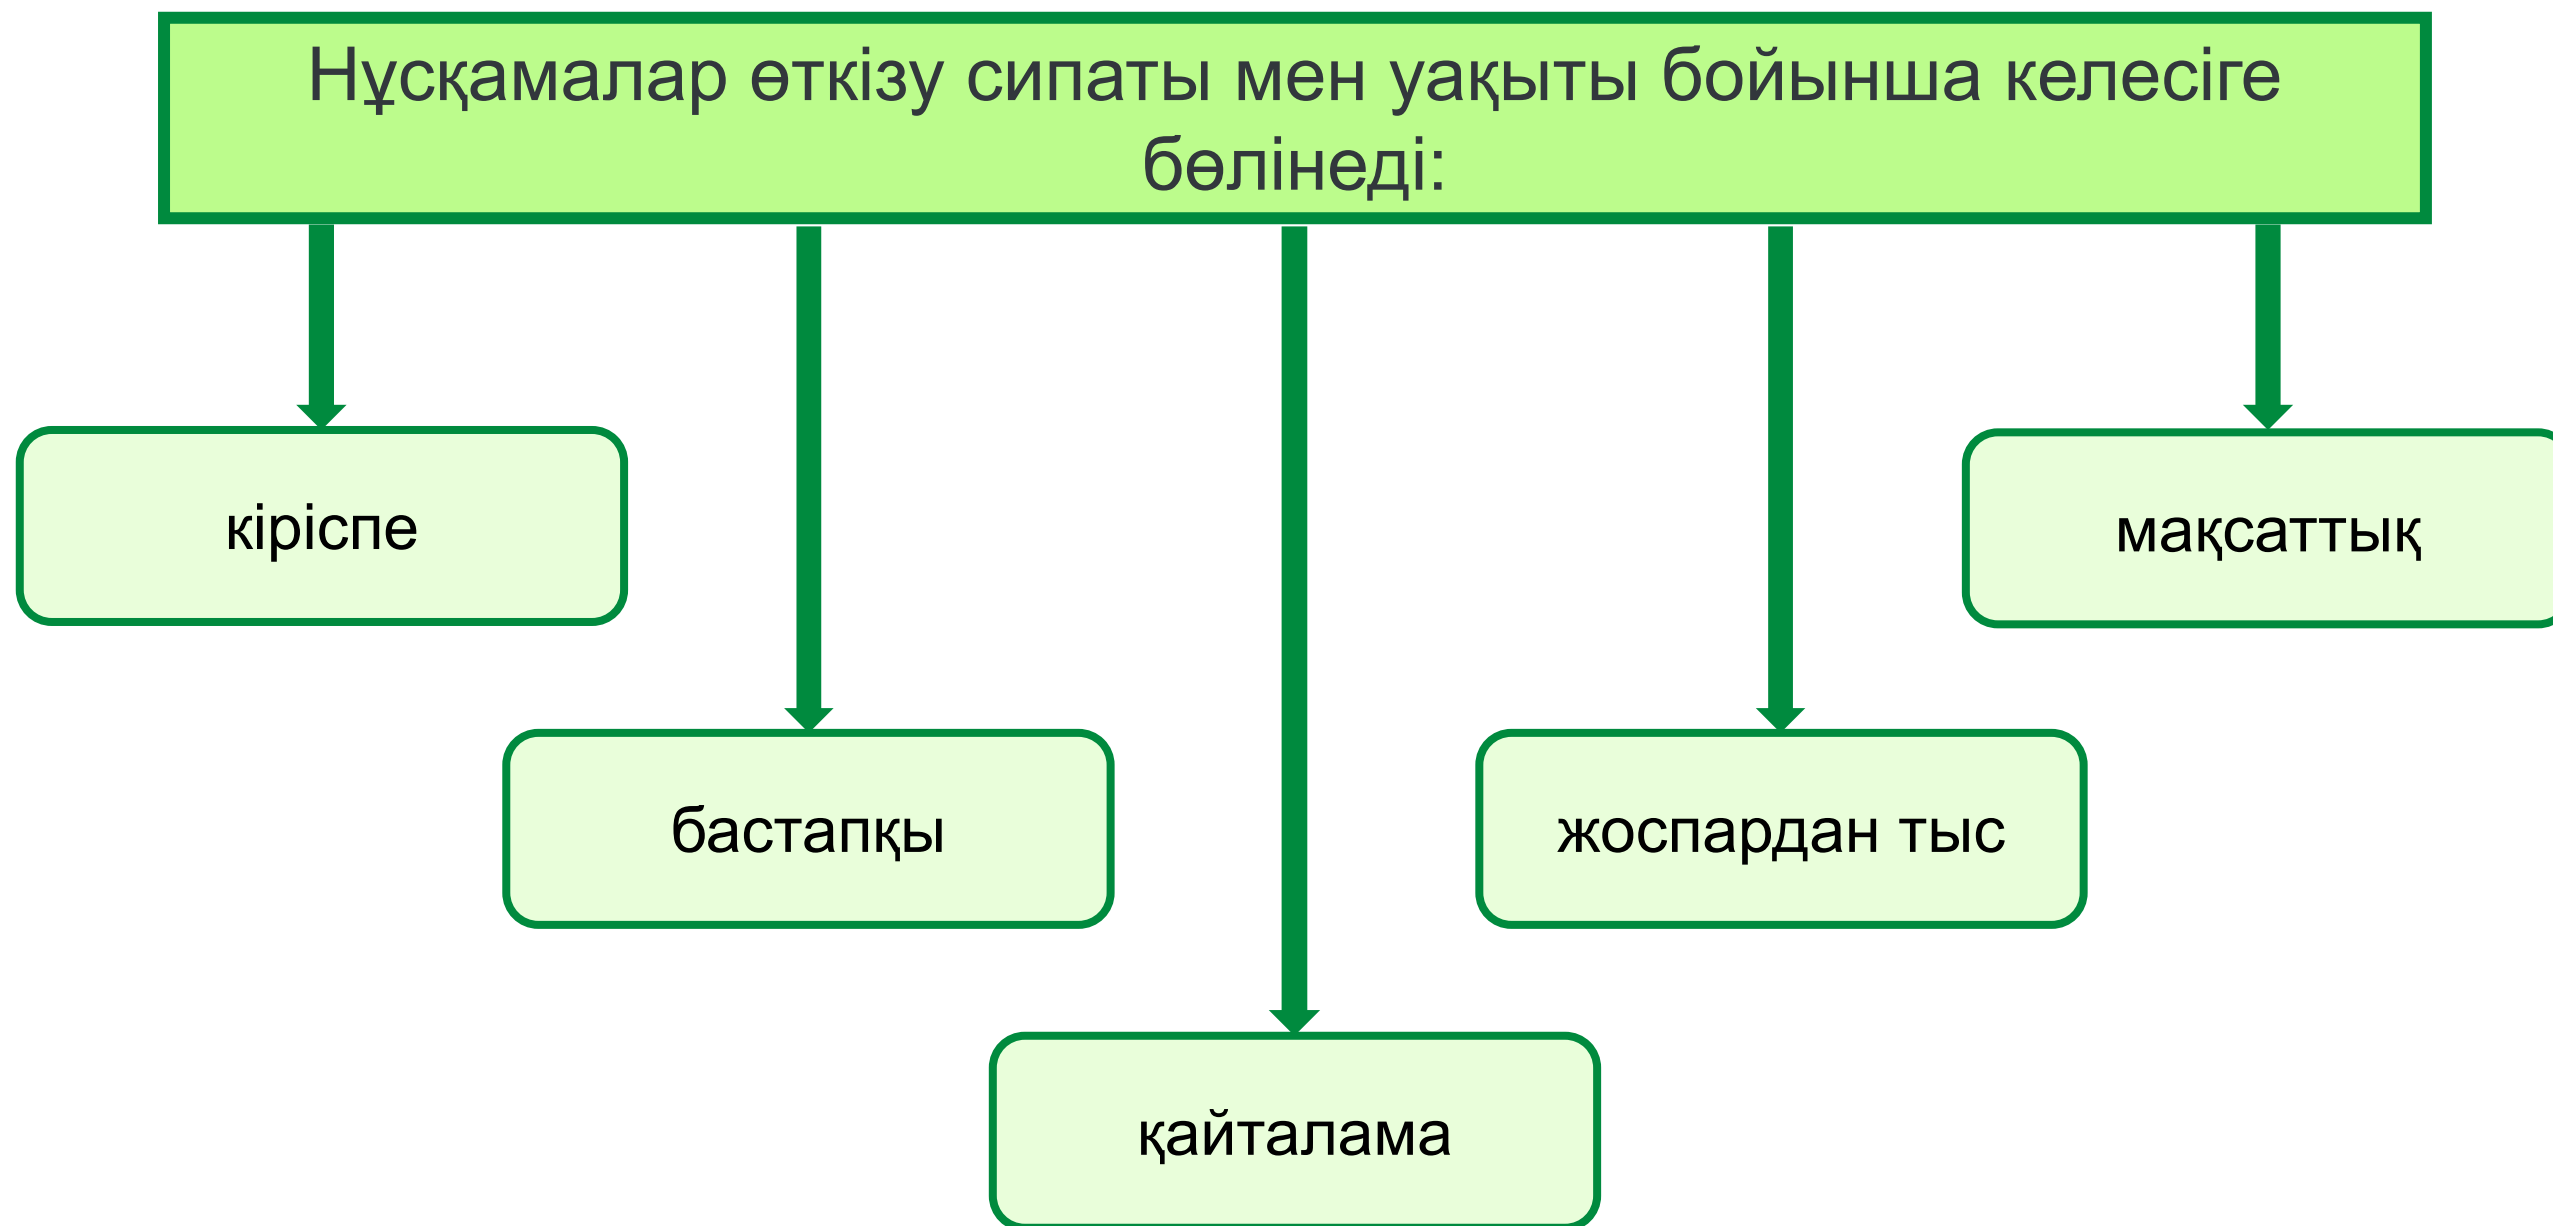 Нұсқамалар өткізу сипаты мен уақыты бойынша келесіге
бөлінеді:
кіріспе
бастапқы
қайталама
жоспардан тыс
мақсаттық